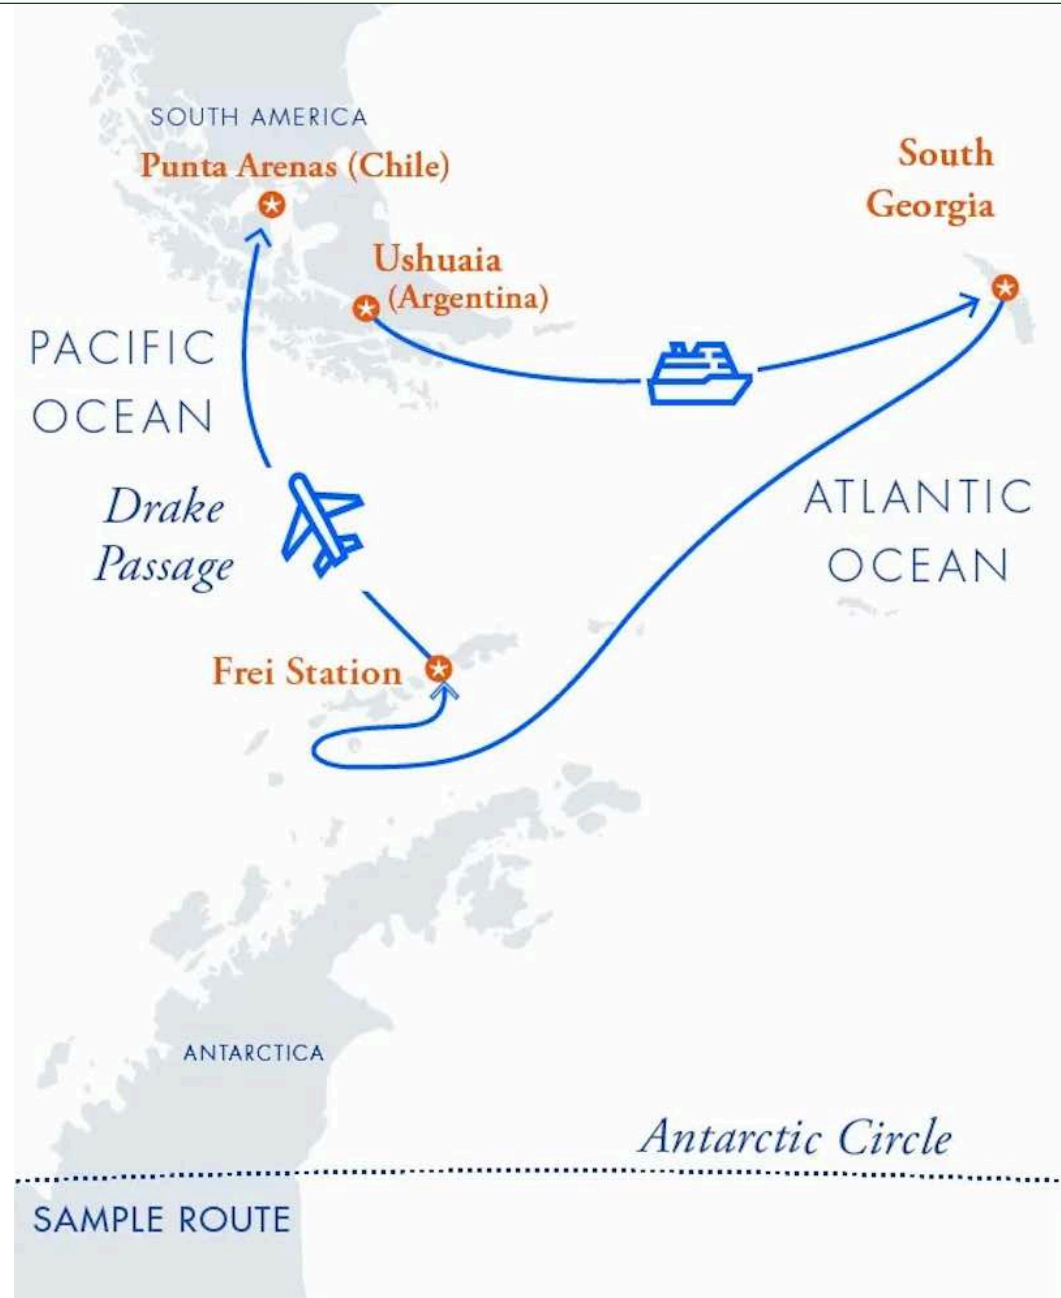 SOUTH AMERICA
Punta Arenas (Chile)
South
Georgia
Ushuaia
(Argentina)
PACIFIC
OCEAN
Drake
Passage
ATLANTIC
OCEAN
Frei Station
ANTARCTICA
Antarctic Circle
SAMPLE ROUTE